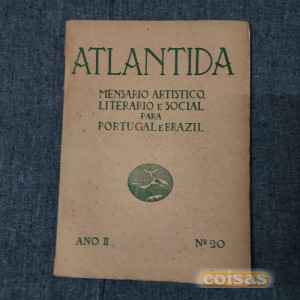 ATLANTIDA
MENSARIO ARTISTICO,
LITERARIO E SOCIAL
PARA
PORTUGAL E BRAZIL
ANO II Nº 20
coisas